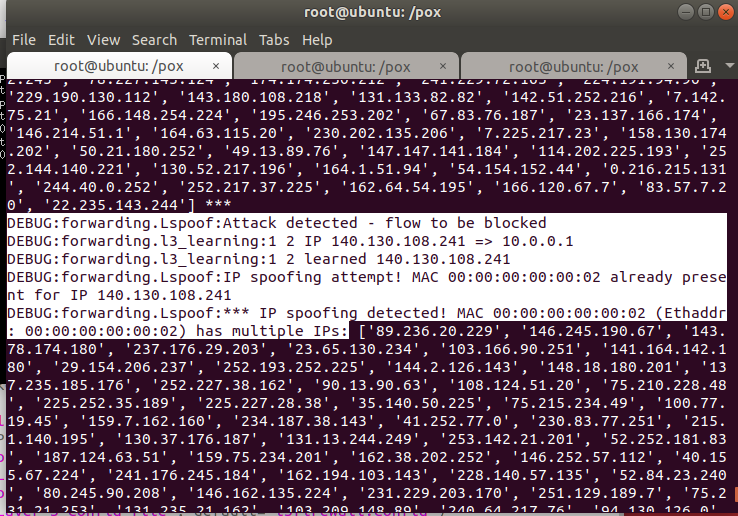 root@ubuntu: /pox
File Edit View Search Terminal Tabs Help
root@ubuntu: /pox × root@ubuntu: /pox × root@ubuntu: /pox ×
'229.190.130.112', '143.180.108.218', '131.133.82.82', '142.51.252.216', '7.142.
75.21', '166.148.254.224', '195.246.253.202', '67.83.76.187', '23.137.166.174',
'146.214.51.1', '164.63.115.20', '230.202.135.206', '7.225.217.23', '158.130.174
.202', '50.21.180.252', '49.13.89.76', '147.147.141.184', '114.202.225.193', '25
2.144.140.221', '130.52.217.196', '164.1.51.94', '54.154.152.44', '0.216.215.131
', '244.40.0.252', '252.217.37.225', '162.64.54.195', '166.120.67.7', '83.57.7.2
0', '22.235.143.244'] ***
DEBUG:forwarding.Lspoof:Attack detected - flow to be blocked
DEBUG:forwarding.l3_learning:1 2 IP 140.130.108.241 => 10.0.0.1
DEBUG:forwarding.l3_learning:1 2 learned 140.130.108.241
DEBUG:forwarding.Lspoof:IP spoofing attempt! MAC 00:00:00:00:00:02 already prese
nt for IP 140.130.108.241
DEBUG:forwarding.Lspoof:*** IP spoofing detected! MAC 00:00:00:00:00:02 (Ethaddr
: 00:00:00:00:00:02) has multiple IPs: ['89.236.20.229', '146.245.190.67', '143.
78.174.180', '237.176.29.203', '23.65.130.234', '103.166.90.251', '141.164.142.1
80', '29.154.206.237', '252.193.252.225', '144.2.126.143', '148.18.180.201', '13
7.235.185.176', '252.227.38.162', '90.13.90.63', '108.124.51.20', '75.210.228.48
', '225.252.35.189', '225.227.28.38', '35.140.50.225', '75.215.234.49', '100.77.
19.45', '159.7.162.160', '234.187.38.143', '41.252.77.0', '230.83.77.251', '215.
1.140.195', '130.37.176.187', '131.13.244.249', '253.142.21.201', '52.252.181.83
', '187.124.63.51', '159.75.234.201', '162.38.202.252', '146.252.57.112', '40.15
5.67.224', '241.176.245.184', '162.194.103.143', '228.140.57.135', '52.84.23.240
', '80.245.90.208', '146.162.135.224', '231.229.203.170', '251.129.189.7', '75.2
31.21.253', '131.235.21.162', '103.209.148.89', '240.64.217.76', '94.130.126.0'